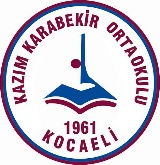 KAZIM KARABEKİR ORTAOKULU
1961
KOCAELİ